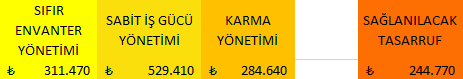 SIFIR
ENVANTER
YÖNETİMİ
₺ 311.470
SABİT İŞ GÜCÜ
YÖNETİMİ
₺ 529.410
KARMA
YÖNETİMİ
₺ 284.640
SAĞLANILACAK
TASARRUF
₺ 244.770